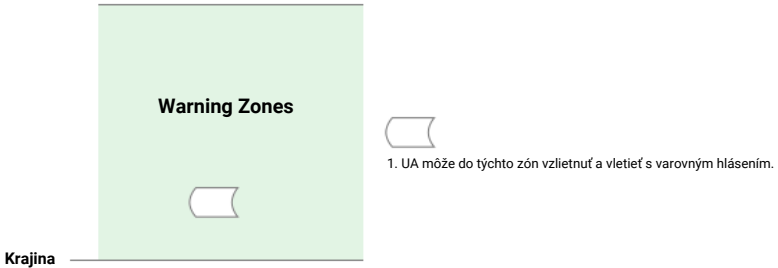 Warning Zones
1. UA môže do týchto zón vzlietnuť a vletieť s varovným hlásením.
Krajina